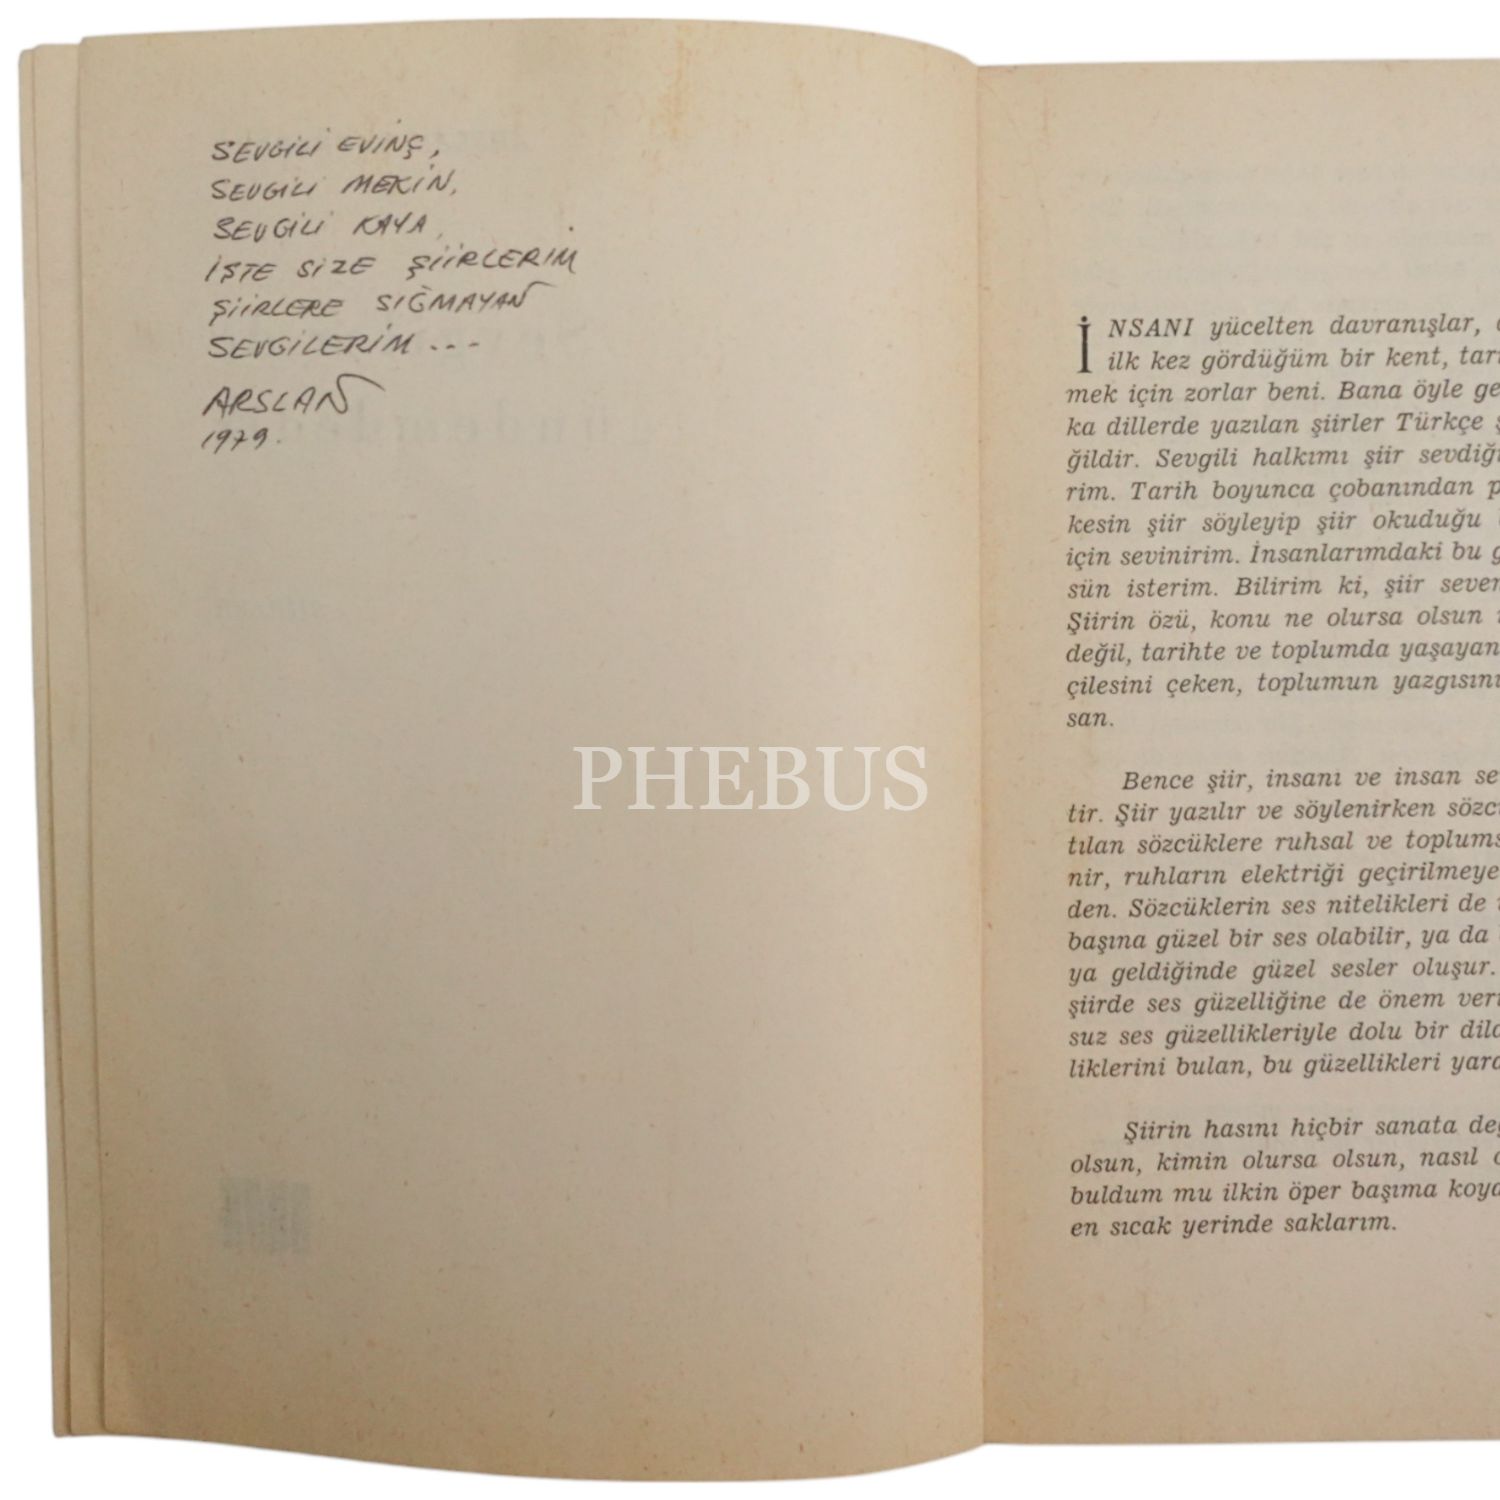 SEVGİLİ EVİNÇ,
SEVGİLİ MEKİN,
SEVGİLİ KAYA,
İŞTE SİZE ŞİİRLERİM
ŞİİRLERE SIĞMAYAN
SEVGİLERİM ...
ARSLAN
1979.
PHEBUS
İNSANI yücelten davranışlar,
ilk kez gördüğüm bir kent, tari
mek için zorlar beni. Bana öyle ge
ka dillerde yazılan şiirler Türkçe ş
ğildir. Sevgili halkımı şiir sevdiğ
rim. Tarih boyunca çobanından p
kesin şiir söyleyip şiir okuduğu
için sevinirim. İnsanlarımdaki bu g
sün isterim. Bilirim ki, şiir sever
Şiirin özü, konu ne olursa olsun
değil, tarihte ve toplumda yaşayan
çilesini çeken, toplumun yazgısını
san.
Bence şiir, insanı ve insan se
tir. Şiir yazılır ve söylenirken sözc
tılan sözcüklere ruhsal ve toplums
nir, ruhların elektriği geçirilmeye
den. Sözcüklerin ses nitelikleri de
başına güzel bir ses olabilir, ya da
ya geldiğinde güzel sesler oluşur.
şiirde ses güzelliğine de önem veri
suz ses güzellikleriyle dolu bir dild
liklerini bulan, bu güzellikleri yara
Şiirin hasını hiçbir sanata değ
olsun, kimin olursa olsun, nasıl o
buldum mu ilkin öper başıma koya
en sıcak yerinde saklarım.